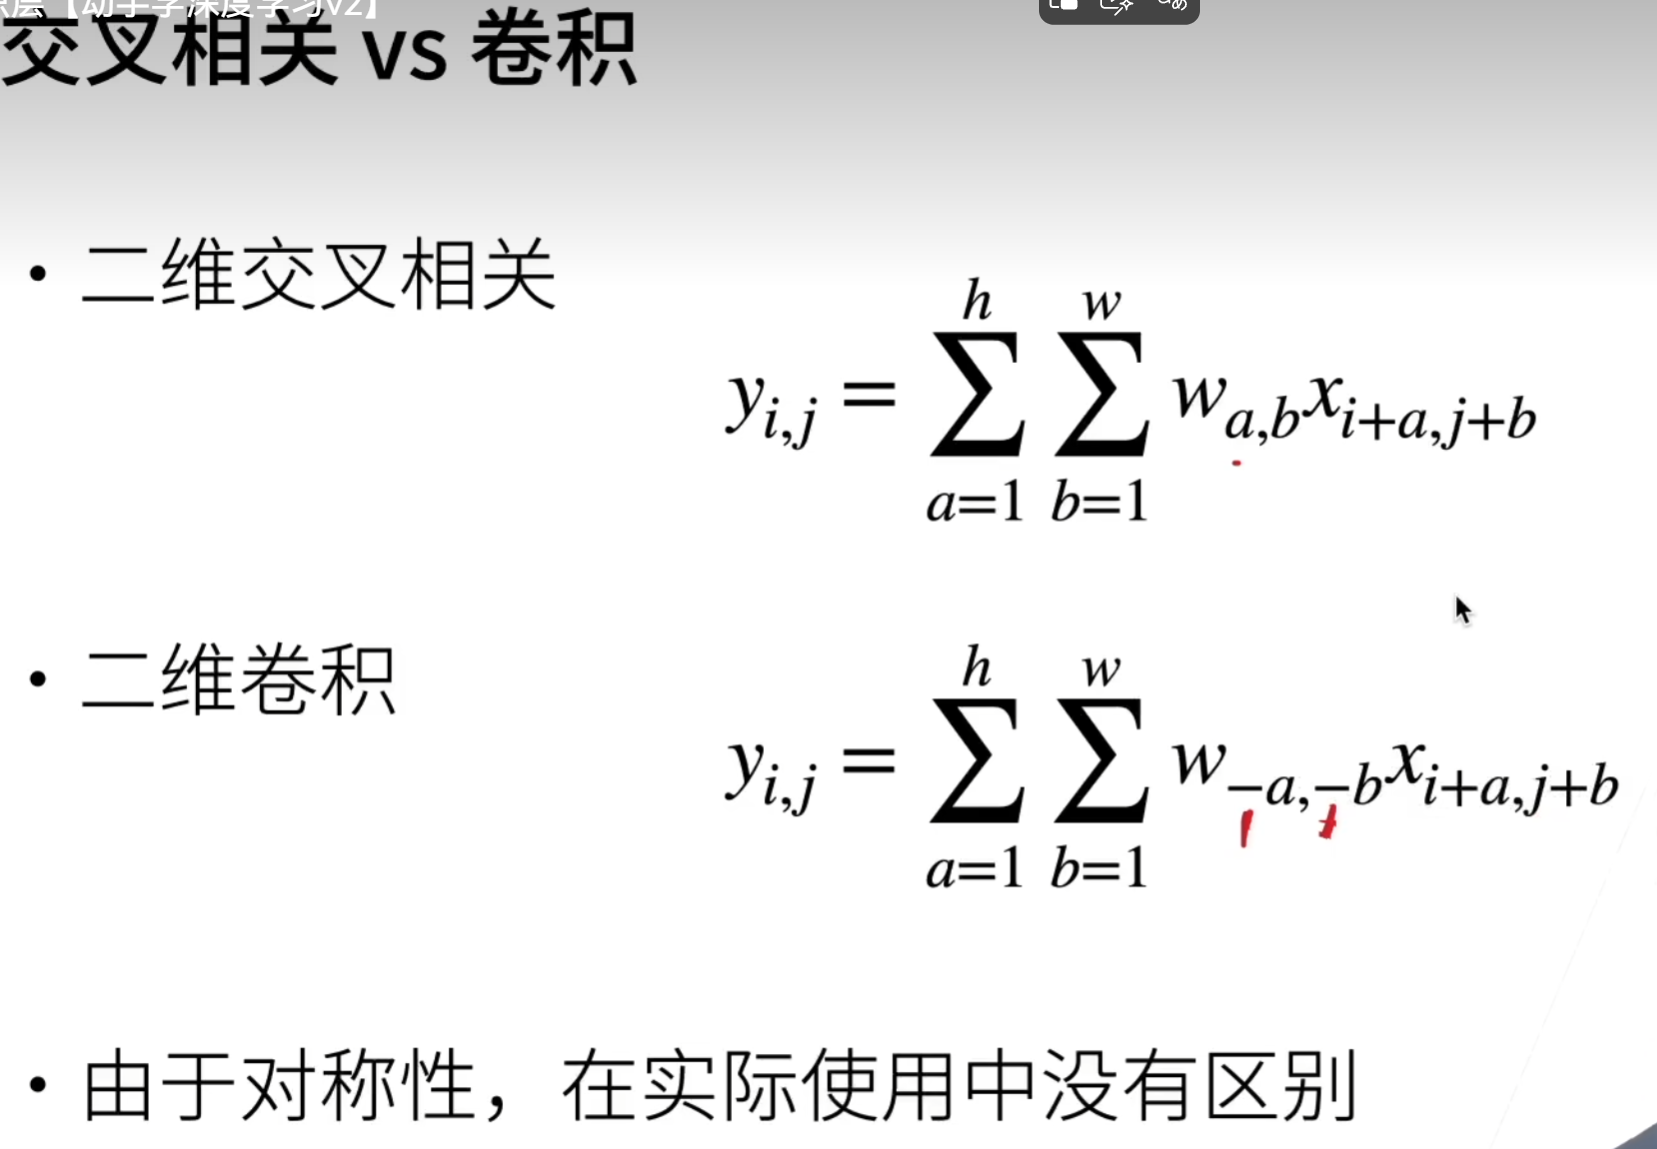 层【动手学深度学习v2】
交叉相关 vs 卷积
• 二维交叉相关
y_{i,j} = \sum_{a=1}^{h} \sum_{b=1}^{w} w_{a,b} x_{i+a,j+b}
• 二维卷积
y_{i,j} = \sum_{a=1}^{h} \sum_{b=1}^{w} w_{-a,-b} x_{i+a,j+b}
• 由于对称性，在实际使用中没有区别